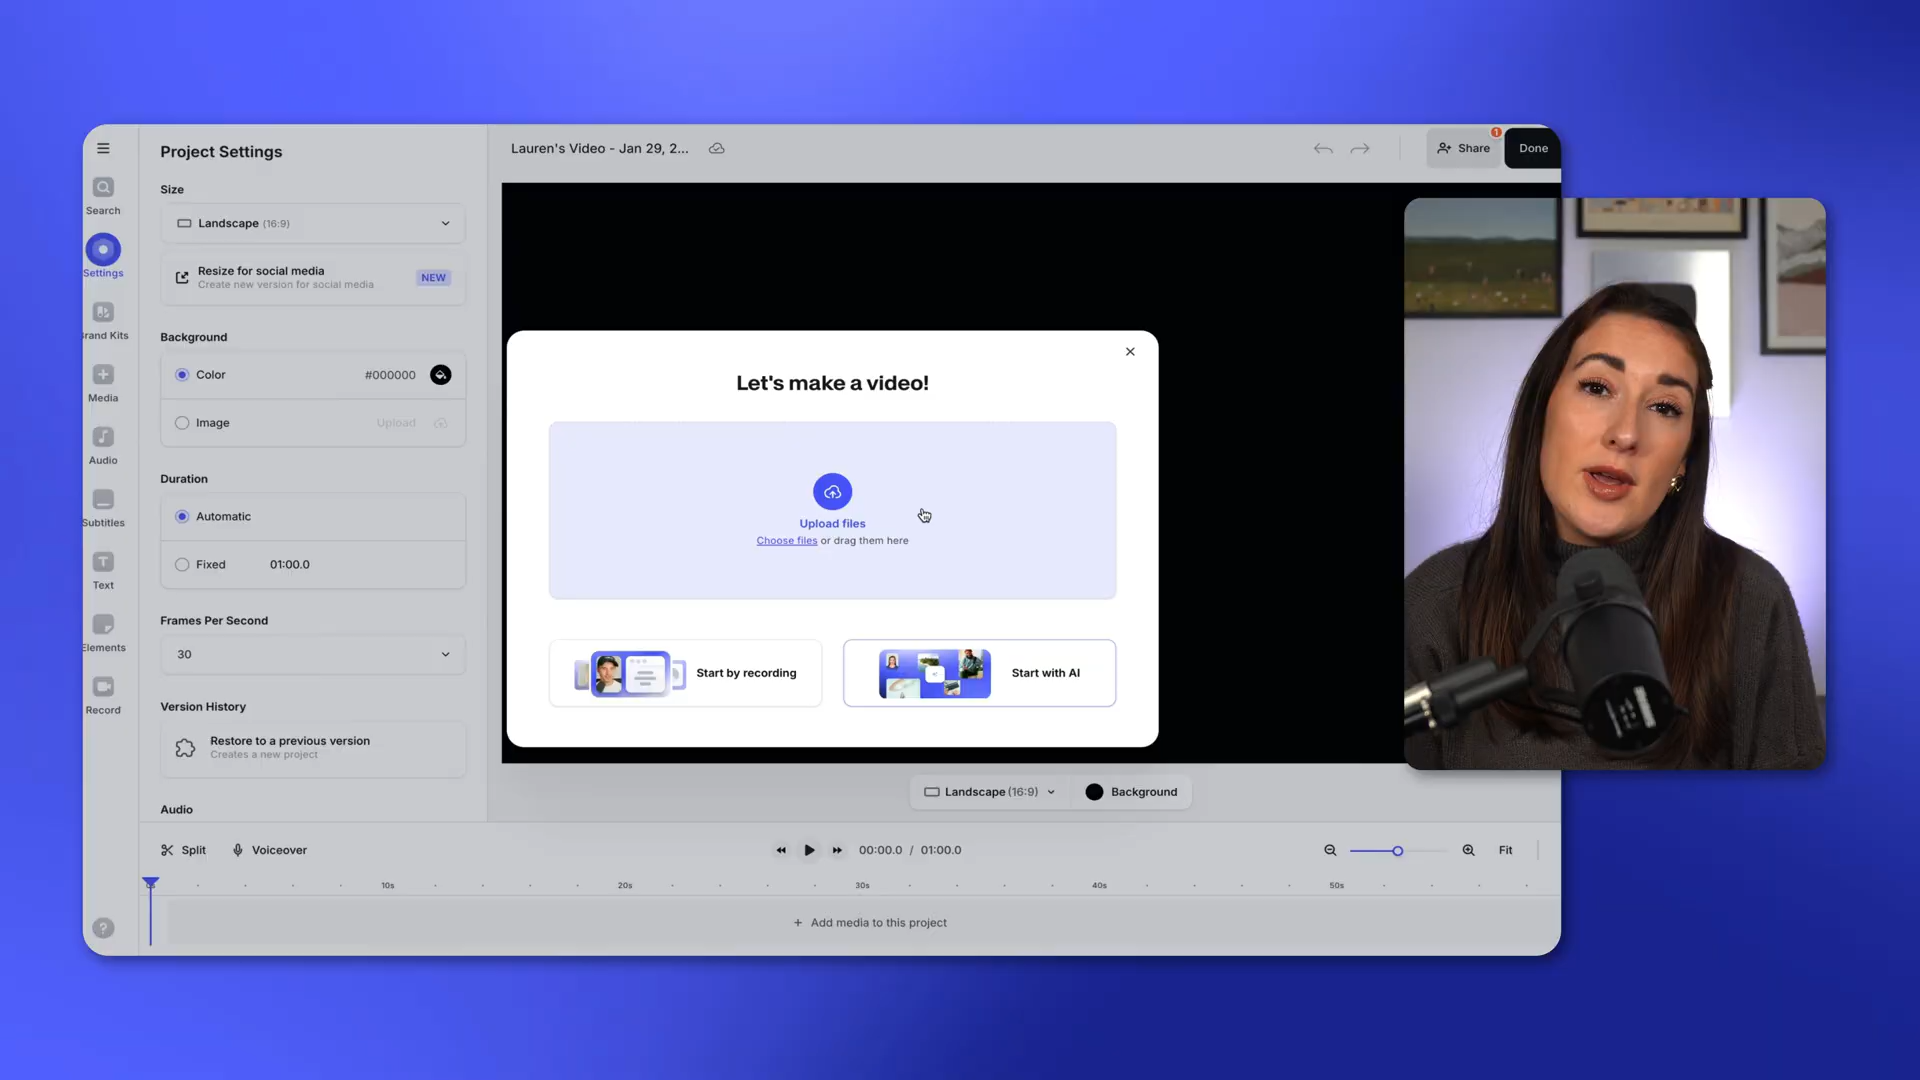 Project Settings
Lauren's Video - Jan 29, 2...
1
Share
Done
Search
Settings
rand Kits
Media
Audio
Subtitles
Text
Elements
Record
Size
Landscape (16:9)
Resize for social media
Create new version for social media
NEW
Background
Color
#000000
Image
Upload
Duration
Automatic
Fixed
01:00.0
Frames Per Second
30
Version History
Restore to a previous version
Creates a new project
Audio
Let's make a video!
Upload files
Choose files or drag them here
Start by recording
Start with AI
Landscape (16:9)
Background
Split
Voiceover
00:00.0 / 01:00.0
Fit
10s
20s
30s
40s
50s
?
+ Add media to this project